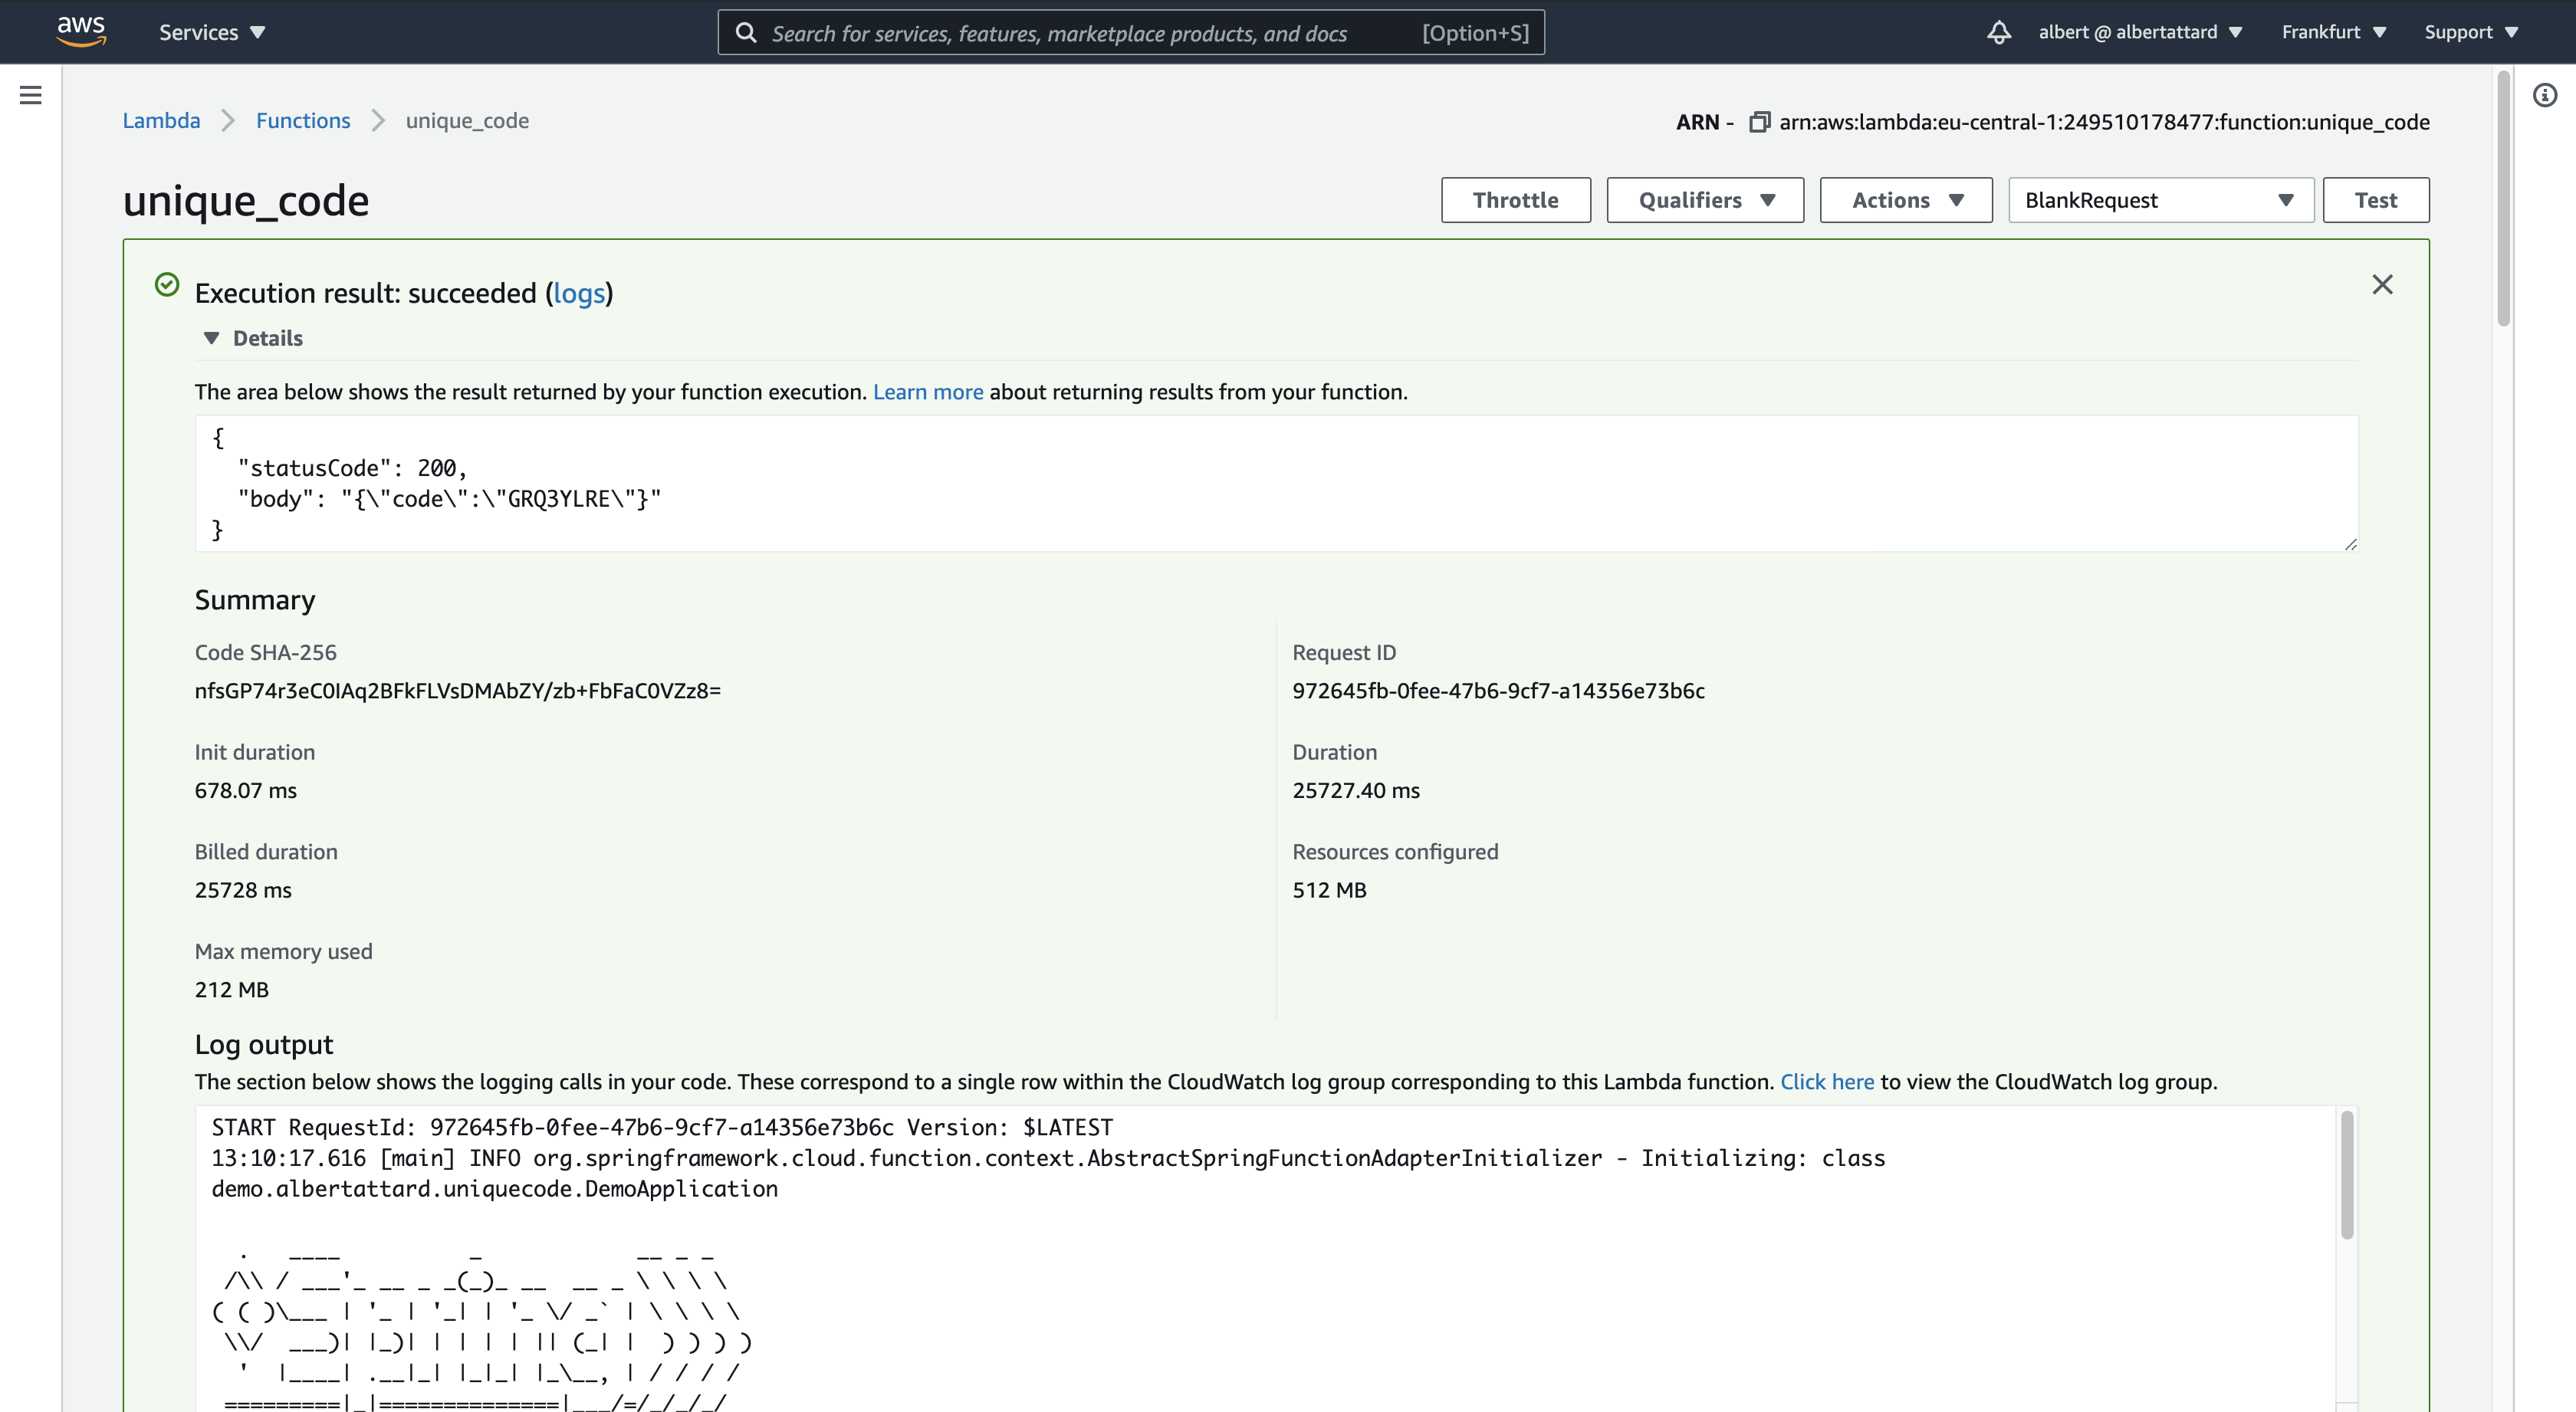 aws Services Search for services, features, marketplace products, and docs [Option+S] albert @ albertattard Frankfurt Support
Lambda Functions unique_code ARN - arn:aws:lambda:eu-central-1:249510178477:function:unique_code
unique_code Throttle Qualifiers Actions BlankRequest Test
Execution result: succeeded (logs)
Details
The area below shows the result returned by your function execution. Learn more about returning results from your function.
{
  "statusCode": 200,
  "body": "{\"code\":\"GRQ3YLRE\"}"
}
Summary
Code SHA-256 Request ID
nfsGP74r3eC0IAq2BFkFLVsDMAbZY/zb+FbFaC0VZz8= 972645fb-0fee-47b6-9cf7-a14356e73b6c
Init duration Duration
678.07 ms 25727.40 ms
Billed duration Resources configured
25728 ms 512 MB
Max memory used
212 MB
Log output
The section below shows the logging calls in your code. These correspond to a single row within the CloudWatch log group corresponding to this Lambda function. Click here to view the CloudWatch log group.
START RequestId: 972645fb-0fee-47b6-9cf7-a14356e73b6c Version: $LATEST
13:10:17.616 [main] INFO org.springframework.cloud.function.context.AbstractSpringFunctionAdapterInitializer - Initializing: class
demo.albertattard.uniquecode.DemoApplication
  .   ____          _            __ _ _
 /\\ / ___'_ __ _ _(_)_ __  __ _ \ \ \ \
( ( )\___ | '_ | '_| | '_ \/ _` | \ \ \ \
 \\/  ___)| |_)| | | | | || (_| |  ) ) ) )
  '  |____| .__|_| |_|_| |_\__, | / / / /
 =========|_|==============|___/=/_/_/_/